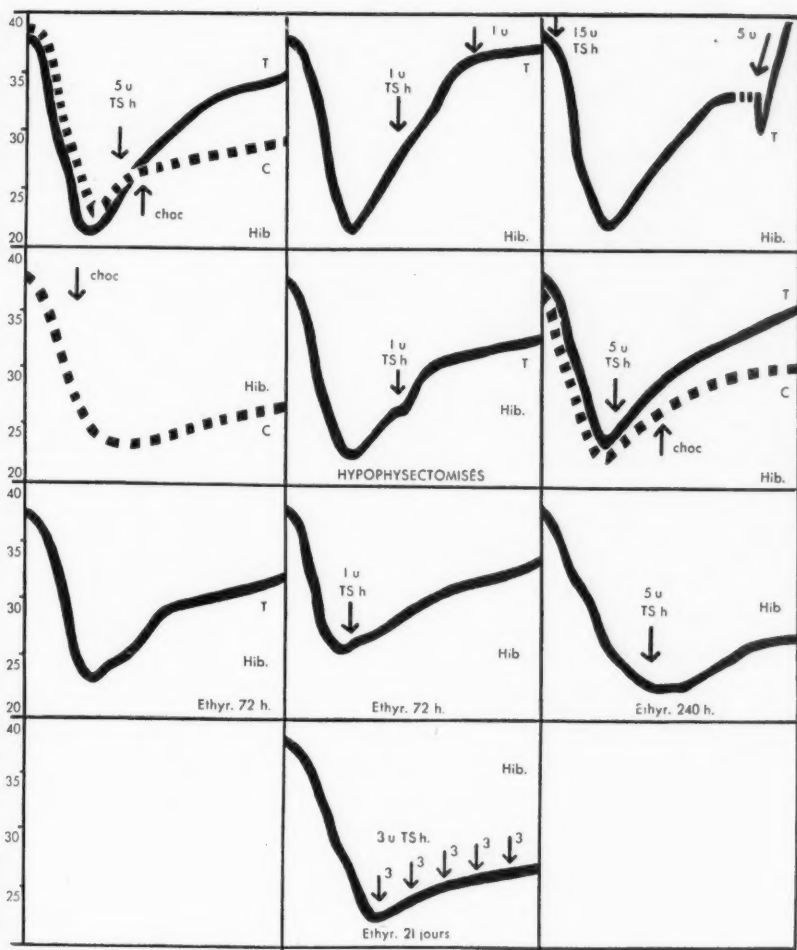 40
35
30
25
20
5 u
TS h
T
C
choc
Hib
1 u
1 u
TS h
T
Hib.
15 u
TS h
5 u
T
Hib.
40
35
30
25
20
choc
Hib.
C
1 u
TS h
T
Hib.
HYPOPHYSECTOMISÉS
T
5 u
TS h
C
choc
Hib.
40
35
30
25
20
T
Hib.
Ethyr. 72 h.
1 u
TS h
Hib
Ethyr. 72 h.
5 u
TS h
Hib
Ethyr. 240 h.
40
35
30
25
Hib.
3 u TS h.
3 3 3 3 3
Ethyr. 21 jours